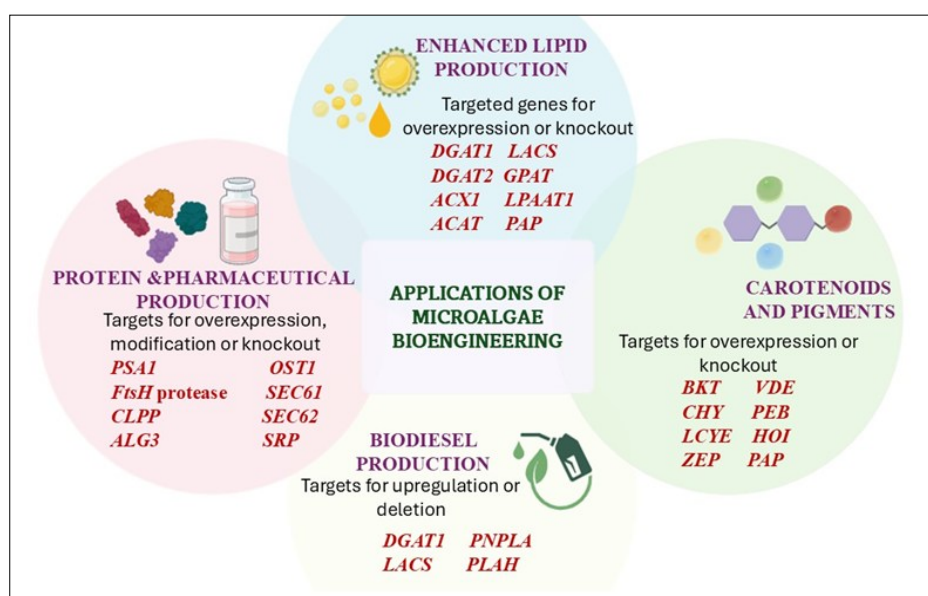 ENHANCED LIPID
PRODUCTION
Targeted genes for
overexpression or knockout
DGAT1 LACS
DGAT2 GPAT
ACX1 LPAAT1
ACAT PAP
PROTEIN &PHARMACEUTICAL
PRODUCTION
Targets for overexpression,
modification or knockout
PSA1 OST1
FtsH protease SEC61
CLPP SEC62
ALG3 SRP
APPLICATIONS OF
MICROALGAE
BIOENGINEERING
CAROTENOIDS
AND PIGMENTS
Targets for overexpression or
knockout
BKT VDE
CHY PEB
LCYE HOI
ZEP PAP
BIODIESEL
PRODUCTION
Targets for upregulation or
deletion
DGAT1 PNPLA
LACS PLAH